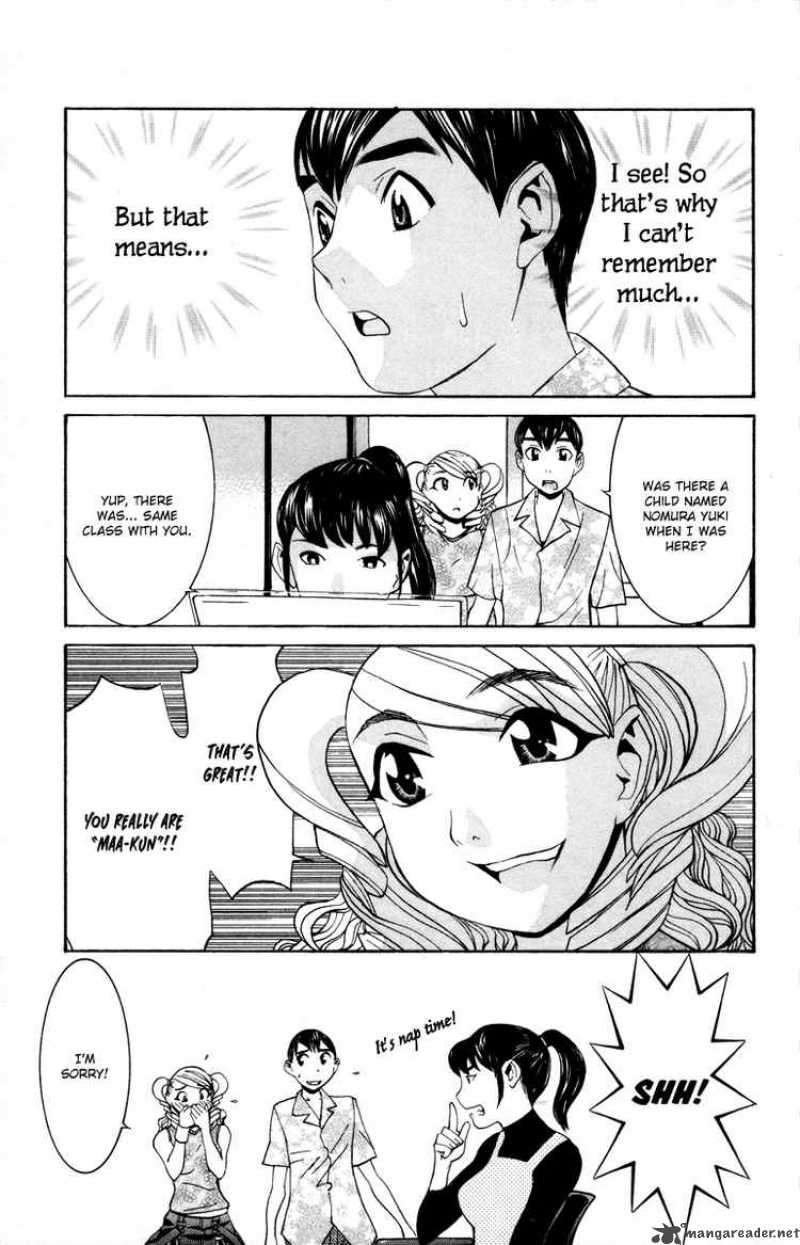 I see! So
that's why
I can't
remember
much...
But that
means...
WAS THERE A
CHILD NAMED
NOMURA YUKI
WHEN I WAS
HERE?
YUP, THERE
WAS... SAME
CLASS WITH YOU.
THAT'S
GREAT!!
YOU REALLY ARE
"MAA-KUN"!!
SHH!
It's nap time!
I'M
SORRY!
mangareader.net